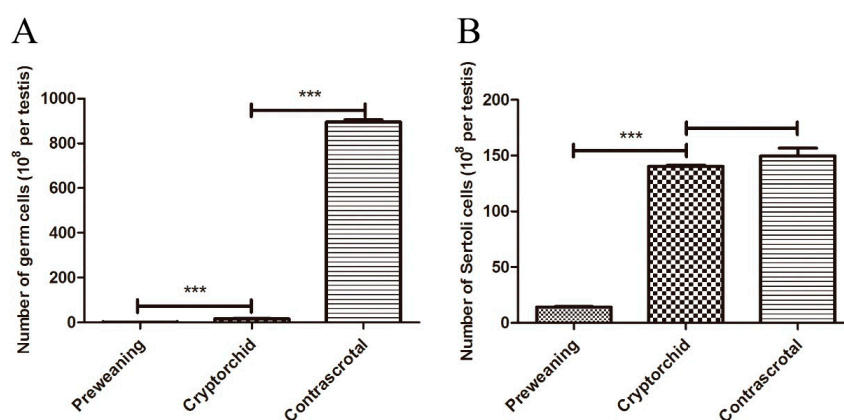 A
Number of germ cells (10⁸ per testis)
1000
800
600
400
200
0
***
***
Preweaning
Cryptorchid
Contrascrotal
B
Number of Sertoli cells (10⁸ per testis)
200
150
100
50
0
***
Preweaning
Cryptorchid
Contrascrotal